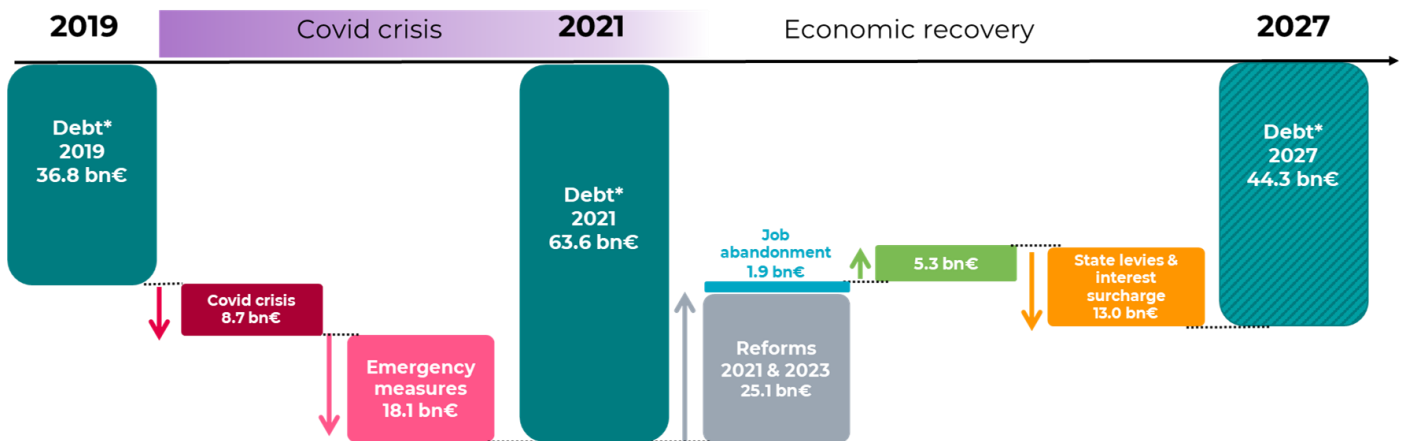 2019
Covid crisis
2021
Economic recovery
2027
Debt*
2019
36.8 bn€
Covid crisis
8.7 bn€
Emergency
measures
18.1 bn€
Debt*
2021
63.6 bn€
Job
abandonment
1.9 bn€
Reforms
2021 & 2023
25.1 bn€
5.3 bn€
State levies &
interest
surcharge
13.0 bn€
Debt*
2027
44.3 bn€